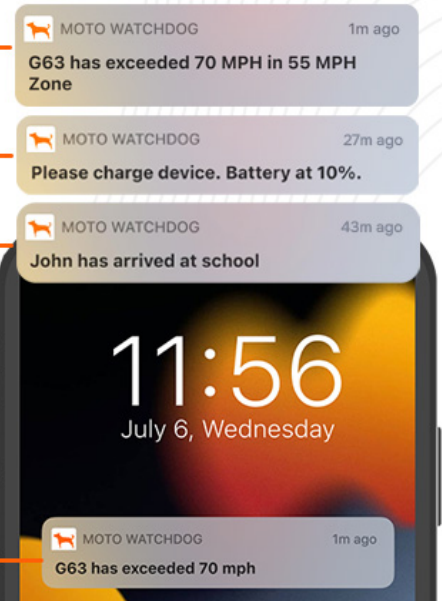 MOTO WATCHDOG 1m ago
G63 has exceeded 70 MPH in 55 MPH
Zone
MOTO WATCHDOG 27m ago
Please charge device. Battery at 10%.
MOTO WATCHDOG 43m ago
John has arrived at school
11:56
July 6, Wednesday
MOTO WATCHDOG 1m ago
G63 has exceeded 70 mph